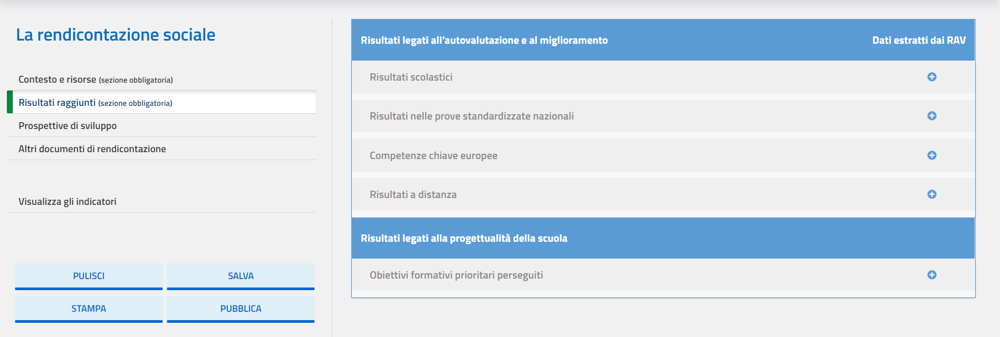 La rendicontazione sociale
Contesto e risorse (sezione obbligatoria)
Risultati raggiunti (sezione obbligatoria)
Prospettive di sviluppo
Altri documenti di rendicontazione
Visualizza gli indicatori
PULISCI
SALVA
STAMPA
PUBBLICA
Risultati legati all’autovalutazione e al miglioramento
Dati estratti dai RAV
Risultati scolastici
Risultati nelle prove standardizzate nazionali
Competenze chiave europee
Risultati a distanza
Risultati legati alla progettualità della scuola
Obiettivi formativi prioritari perseguiti